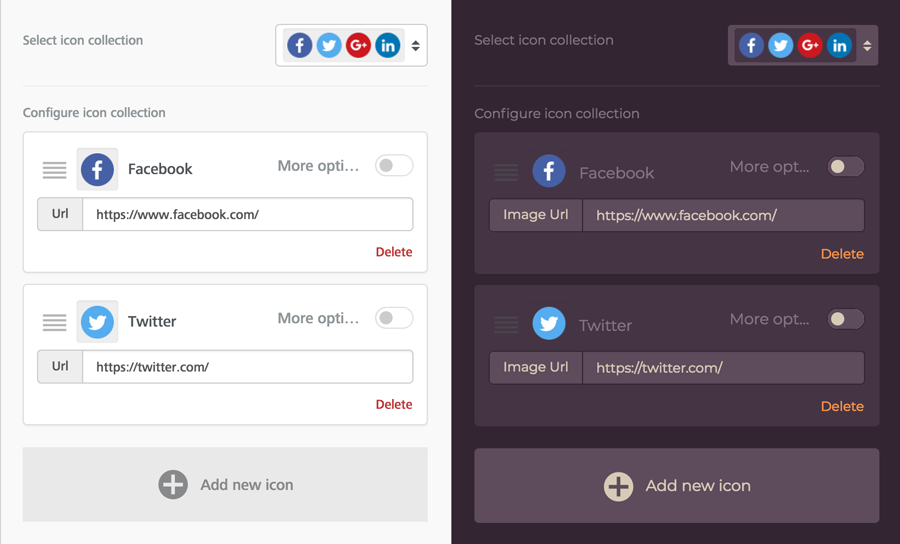 Select icon collection
G+ in
Configure icon collection
Facebook
More opti...
Url
https://www.facebook.com/
Delete
Twitter
More opti...
Url
https://twitter.com/
Delete
Add new icon
Select icon collection
G+ in
Configure icon collection
Facebook
More opt...
Image Url
https://www.facebook.com/
Delete
Twitter
More opt...
Image Url
https://twitter.com/
Delete
Add new icon